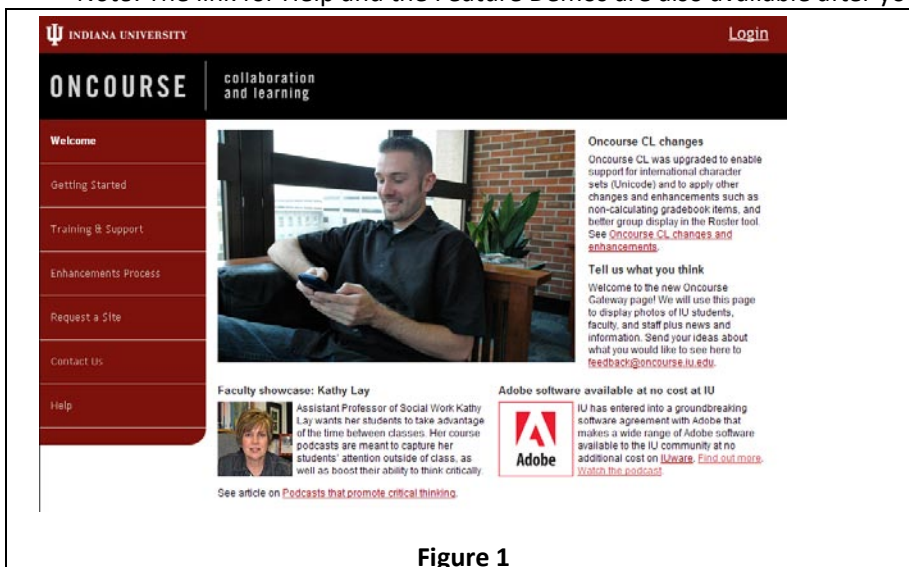 Note: The link for Help and the Feature Demos are also available after yo
INDIANA UNIVERSITY
Login
ONCOURSE
collaboration
and learning
Welcome
Getting Started
Training & Support
Enhancements Process
Request a Site
Contact Us
Help
Oncourse CL changes
Oncourse CL was upgraded to enable
support for international character
sets (Unicode) and to apply other
changes and enhancements such as
non-calculating gradebook items, and
better group display in the Roster tool.
See Oncourse CL changes and
enhancements.
Tell us what you think
Welcome to the new Oncourse
Gateway page! We will use this page
to display photos of IU students,
faculty, and staff plus news and
information. Send your ideas about
what you would like to see here to
feedback@oncourse.iu.edu.
Faculty showcase: Kathy Lay
Assistant Professor of Social Work Kathy
Lay wants her students to take advantage
of the time between classes. Her course
podcasts are meant to capture her
students' attention outside of class, as
well as boost their ability to think critically.
See article on Podcasts that promote critical thinking.
Adobe software available at no cost at IU
Adobe
IU has entered into a groundbreaking
software agreement with Adobe that
makes a wide range of Adobe software
available to the IU community at no
additional cost on IUware. Find out more.
Watch the podcast.
Figure 1